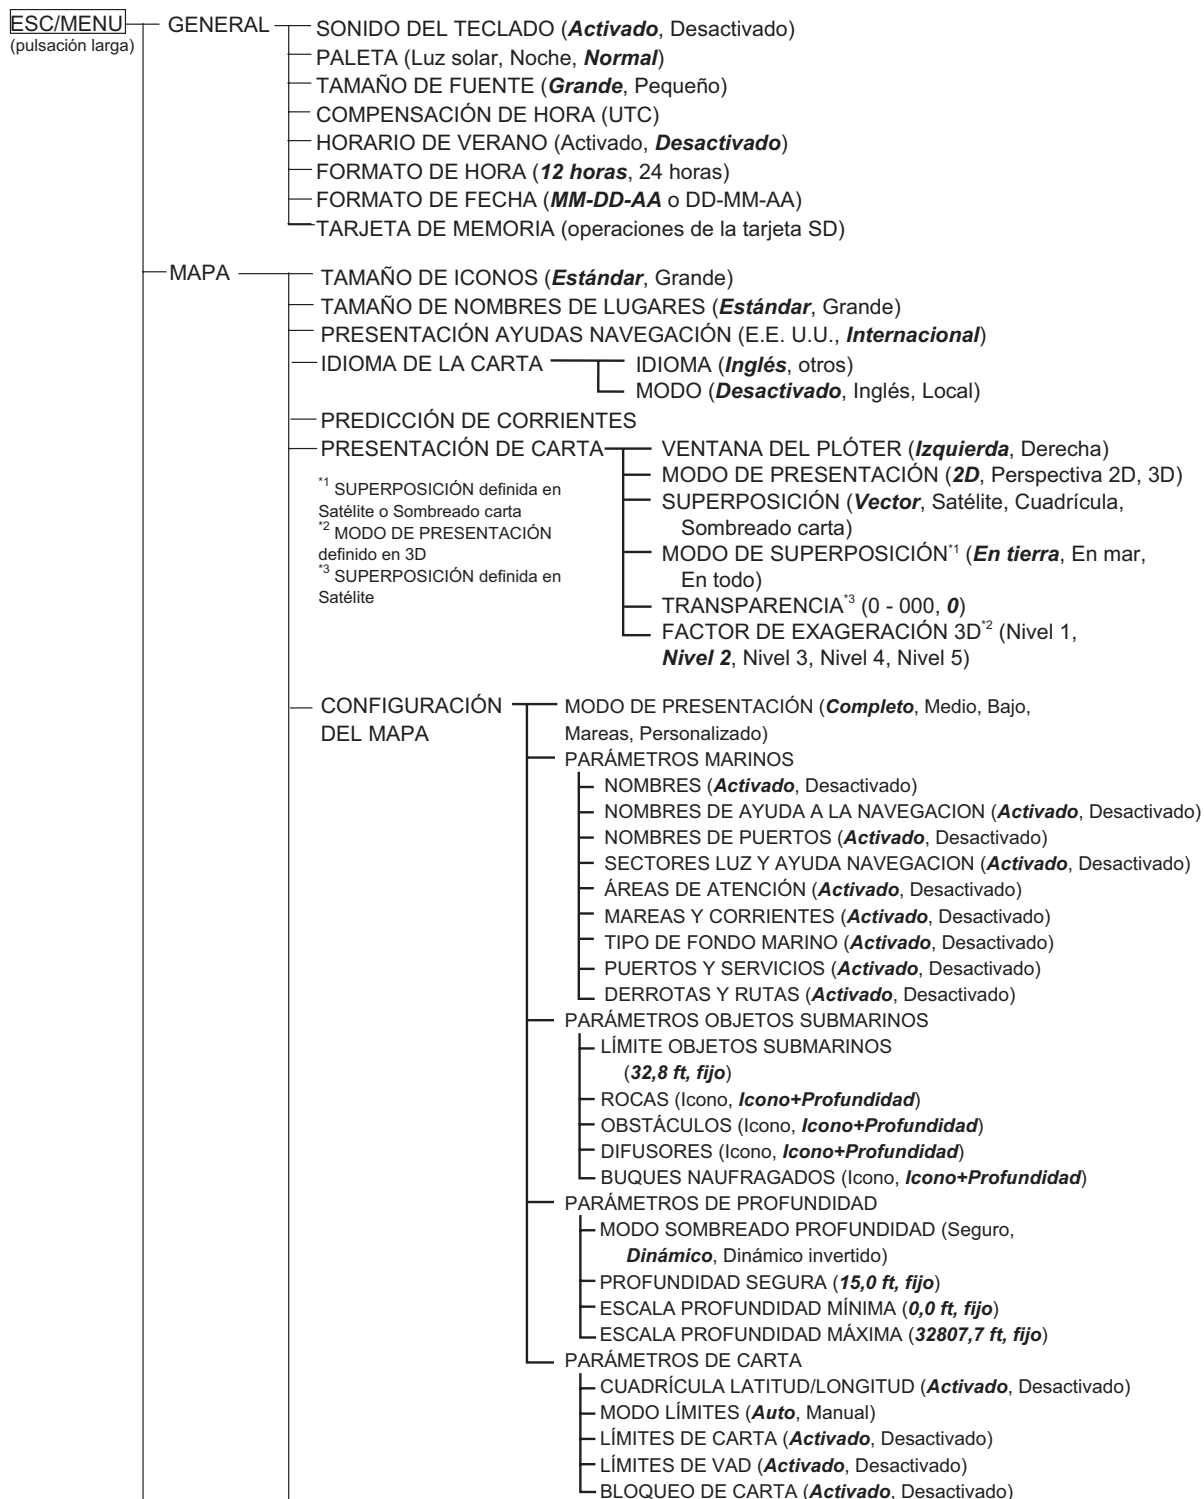 ESC/MENU
(pulsación larga)
GENERAL
SONIDO DEL TECLADO (Activado, Desactivado)
PALETA (Luz solar, Noche, Normal)
TAMAÑO DE FUENTE (Grande, Pequeño)
COMPENSACIÓN DE HORA (UTC)
HORARIO DE VERANO (Activado, Desactivado)
FORMATO DE HORA (12 horas, 24 horas)
FORMATO DE FECHA (MM-DD-AA o DD-MM-AA)
TARJETA DE MEMORIA (operaciones de la tarjeta SD)
MAPA
TAMAÑO DE ICONOS (Estándar, Grande)
TAMAÑO DE NOMBRES DE LUGARES (Estándar, Grande)
PRESENTACIÓN AYUDAS NAVEGACIÓN (E.E. U.U., Internacional)
IDIOMA DE LA CARTA
IDIOMA (Inglés, otros)
MODO (Desactivado, Inglés, Local)
PREDICCIÓN DE CORRIENTES
PRESENTACIÓN DE CARTA
*1 SUPERPOSICIÓN definida en
Satélite o Sombreado carta
*2 MODO DE PRESENTACIÓN
definido en 3D
*3 SUPERPOSICIÓN definida en
Satélite
VENTANA DEL PLÓTER (Izquierda, Derecha)
MODO DE PRESENTACIÓN (2D, Perspectiva 2D, 3D)
SUPERPOSICIÓN (Vector, Satélite, Cuadrícula,
Sombreado carta)
MODO DE SUPERPOSICIÓN*1 (En tierra, En mar,
En todo)
TRANSPARENCIA*3 (0 - 000, 0)
FACTOR DE EXAGERACIÓN 3D*2 (Nivel 1,
Nivel 2, Nivel 3, Nivel 4, Nivel 5)
CONFIGURACIÓN
DEL MAPA
MODO DE PRESENTACIÓN (Completo, Medio, Bajo,
Mareas, Personalizado)
PARÁMETROS MARINOS
NOMBRES (Activado, Desactivado)
NOMBRES DE AYUDA A LA NAVEGACION (Activado, Desactivado)
NOMBRES DE PUERTOS (Activado, Desactivado)
SECTORES LUZ Y AYUDA NAVEGACION (Activado, Desactivado)
ÁREAS DE ATENCIÓN (Activado, Desactivado)
MAREAS Y CORRIENTES (Activado, Desactivado)
TIPO DE FONDO MARINO (Activado, Desactivado)
PUERTOS Y SERVICIOS (Activado, Desactivado)
DERROTAS Y RUTAS (Activado, Desactivado)
PARÁMETROS OBJETOS SUBMARINOS
LÍMITE OBJETOS SUBMARINOS
(32,8 ft, fijo)
ROCAS (Icono, Icono+Profundidad)
OBSTÁCULOS (Icono, Icono+Profundidad)
DIFUSORES (Icono, Icono+Profundidad)
BUQUES NAUFRAGADOS (Icono, Icono+Profundidad)
PARÁMETROS DE PROFUNDIDAD
MODO SOMBREADO PROFUNDIDAD (Seguro,
Dinámico, Dinámico invertido)
PROFUNDIDAD SEGURA (15,0 ft, fijo)
ESCALA PROFUNDIDAD MÍNIMA (0,0 ft, fijo)
ESCALA PROFUNDIDAD MÁXIMA (32807,7 ft, fijo)
PARÁMETROS DE CARTA
CUADRÍCULA LATITUD/LONGITUD (Activado, Desactivado)
MODO LÍMITES (Auto, Manual)
LÍMITES DE CARTA (Activado, Desactivado)
LÍMITES DE VAD (Activado, Desactivado)
BLOQUEO DE CARTA (Activado, Desactivado)